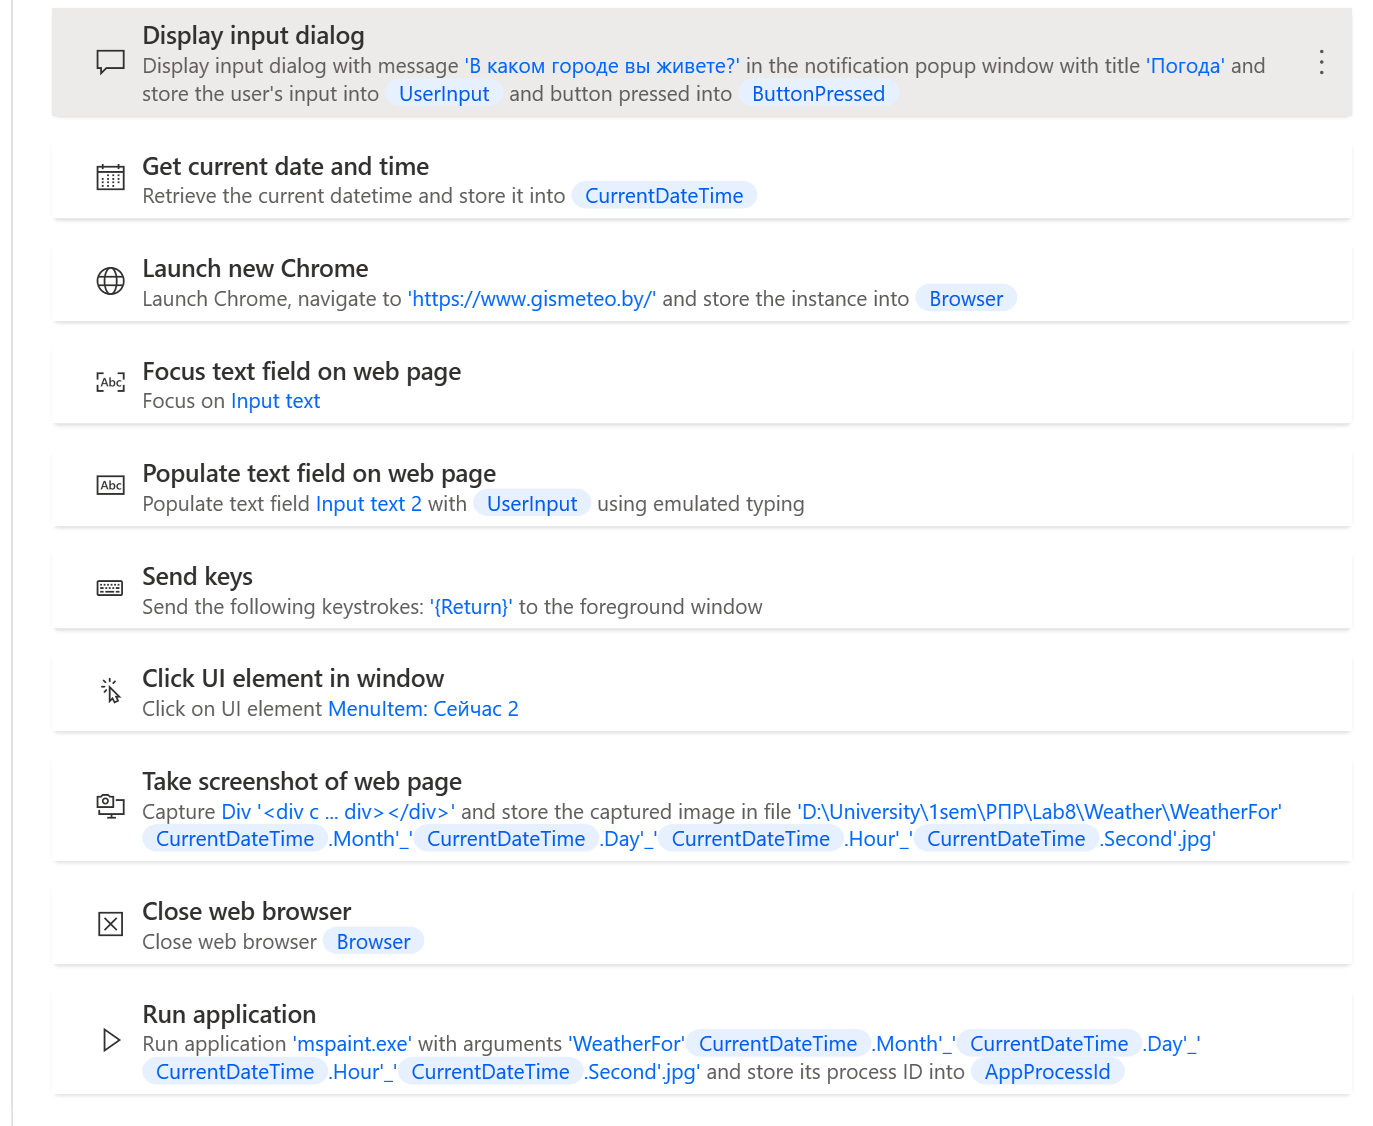 Display input dialog
Display input dialog with message 'В каком городе вы живете?' in the notification popup window with title 'Погода' and
store the user's input into UserInput and button pressed into ButtonPressed
Get current date and time
Retrieve the current datetime and store it into CurrentDateTime
Launch new Chrome
Launch Chrome, navigate to 'https://www.gismeteo.by/' and store the instance into Browser
Focus text field on web page
Focus on Input text
Populate text field on web page
Populate text field Input text 2 with UserInput using emulated typing
Send keys
Send the following keystrokes: '{Return}' to the foreground window
Click UI element in window
Click on UI element MenuItem: Сейчас 2
Take screenshot of web page
Capture Div '<div c ... div></div>' and store the captured image in file 'D:\University\1sem\РПР\Lab8\Weather\WeatherFor'
CurrentDateTime .Month'_' CurrentDateTime .Day'_' CurrentDateTime .Hour'_' CurrentDateTime .Second'.jpg'
Close web browser
Close web browser Browser
Run application
Run application 'mspaint.exe' with arguments 'WeatherFor' CurrentDateTime .Month'_' CurrentDateTime .Day'_'
CurrentDateTime .Hour'_' CurrentDateTime .Second'.jpg' and store its process ID into AppProcessId